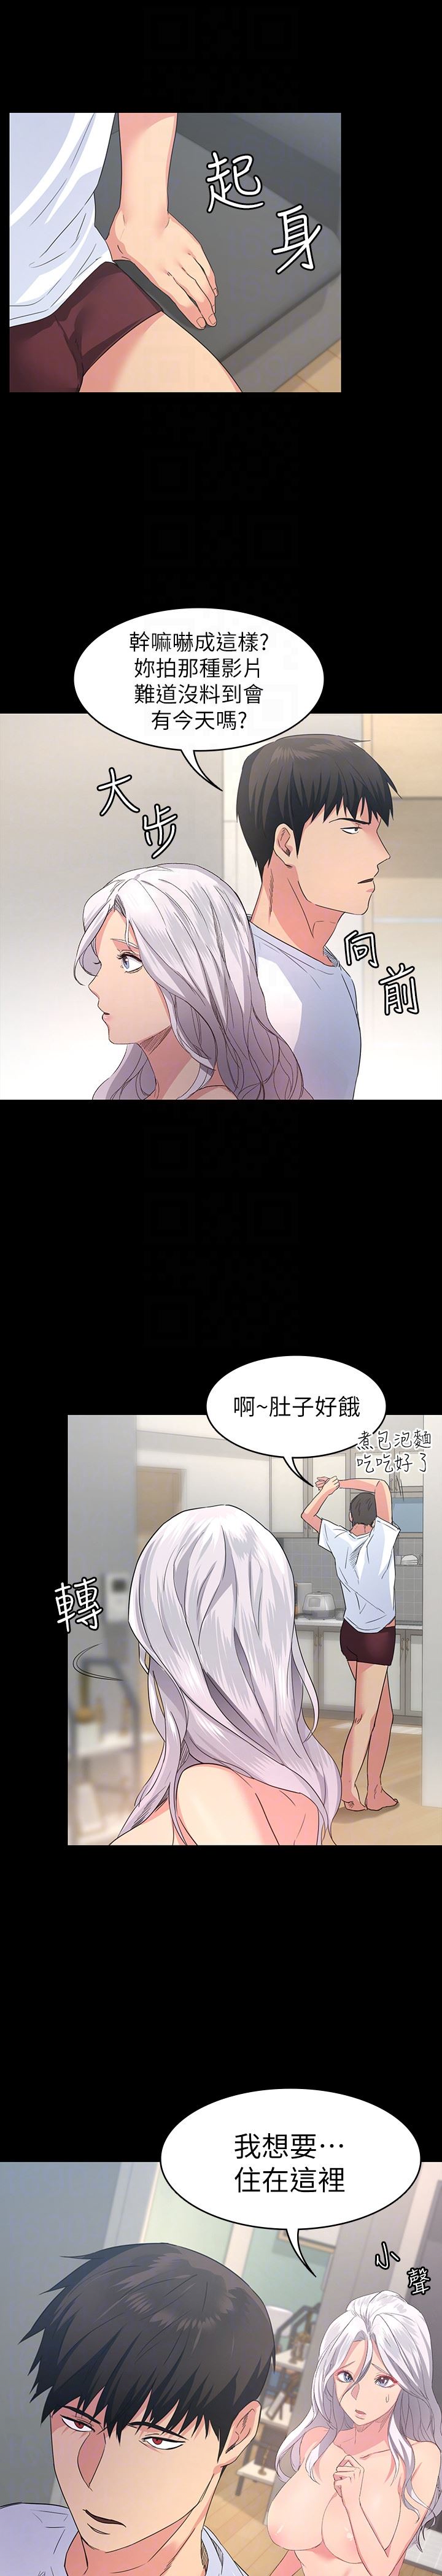 起身
幹嘛嚇成這樣?
妳拍那種影片
難道沒料到會
有今天嗎?
大步
向前
啊~肚子好餓
煮包泡麵
吃吃好了
轉
我想要…
住在這裡
小聲